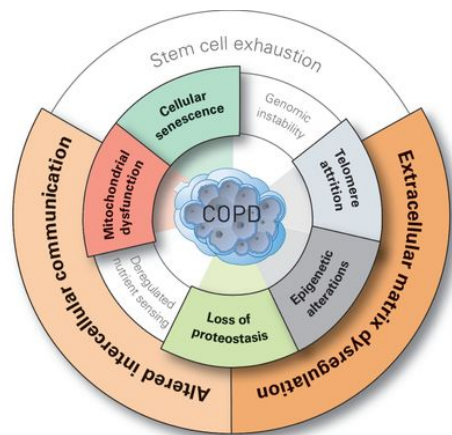 Stem cell exhaustion
Cellular
senescence
Genomic
instability
Mitochondrial
dysfunction
Telomere
attrition
COPD
Altered intercellular communication
Extracellular matrix dysregulation
Deregulated
nutrient sensing
Epigenetic
alterations
Loss of
proteostasis